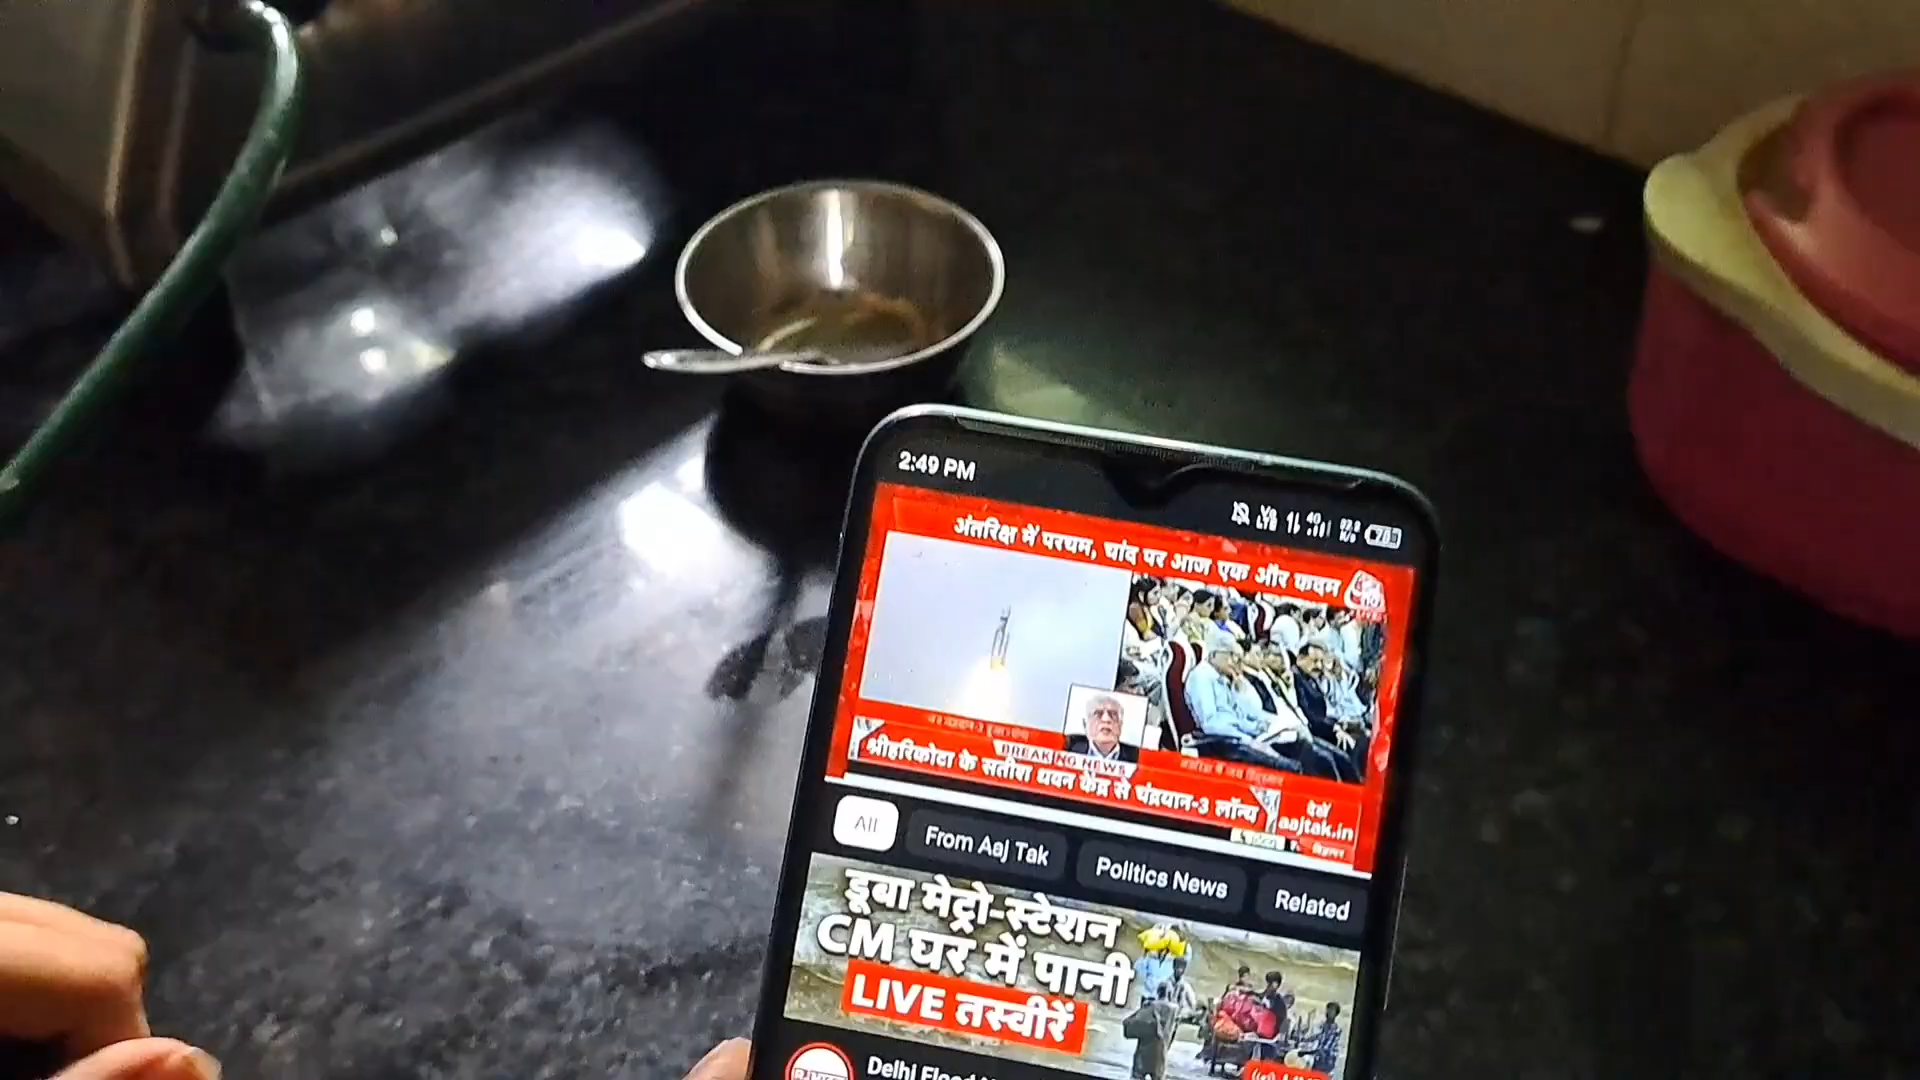 2:49 PM
अंतरिक्ष में परचम, चांद पर आज एक और कदम
BREAKING NEWS
श्रीहरिकोटा के सतीश धवन केंद्र से चंद्रयान-3 लॉन्च
देखें
aajtak.in
All
From Aaj Tak
Politics News
Related
डूबा मेट्रो-स्टेशन
CM घर में पानी
LIVE तस्वीरें
Delhi Flood